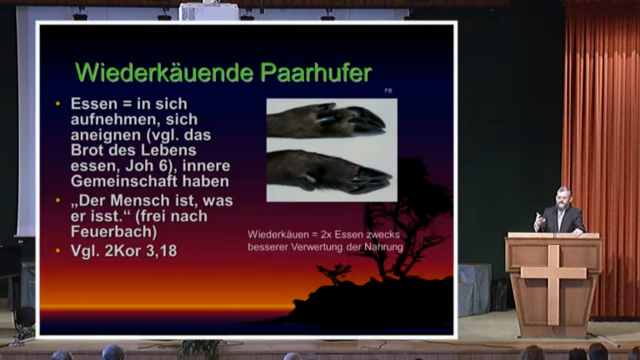 Wiederkäuende Paarhufer
FB
• Essen = in sich
aufnehmen, sich
aneignen (vgl. das
Brot des Lebens
essen, Joh 6), innere
Gemeinschaft haben
• „Der Mensch ist, was
er isst.“ (frei nach
Feuerbach)
• Vgl. 2Kor 3,18
Wiederkäuen = 2x Essen zwecks
besserer Verwertung der Nahrung